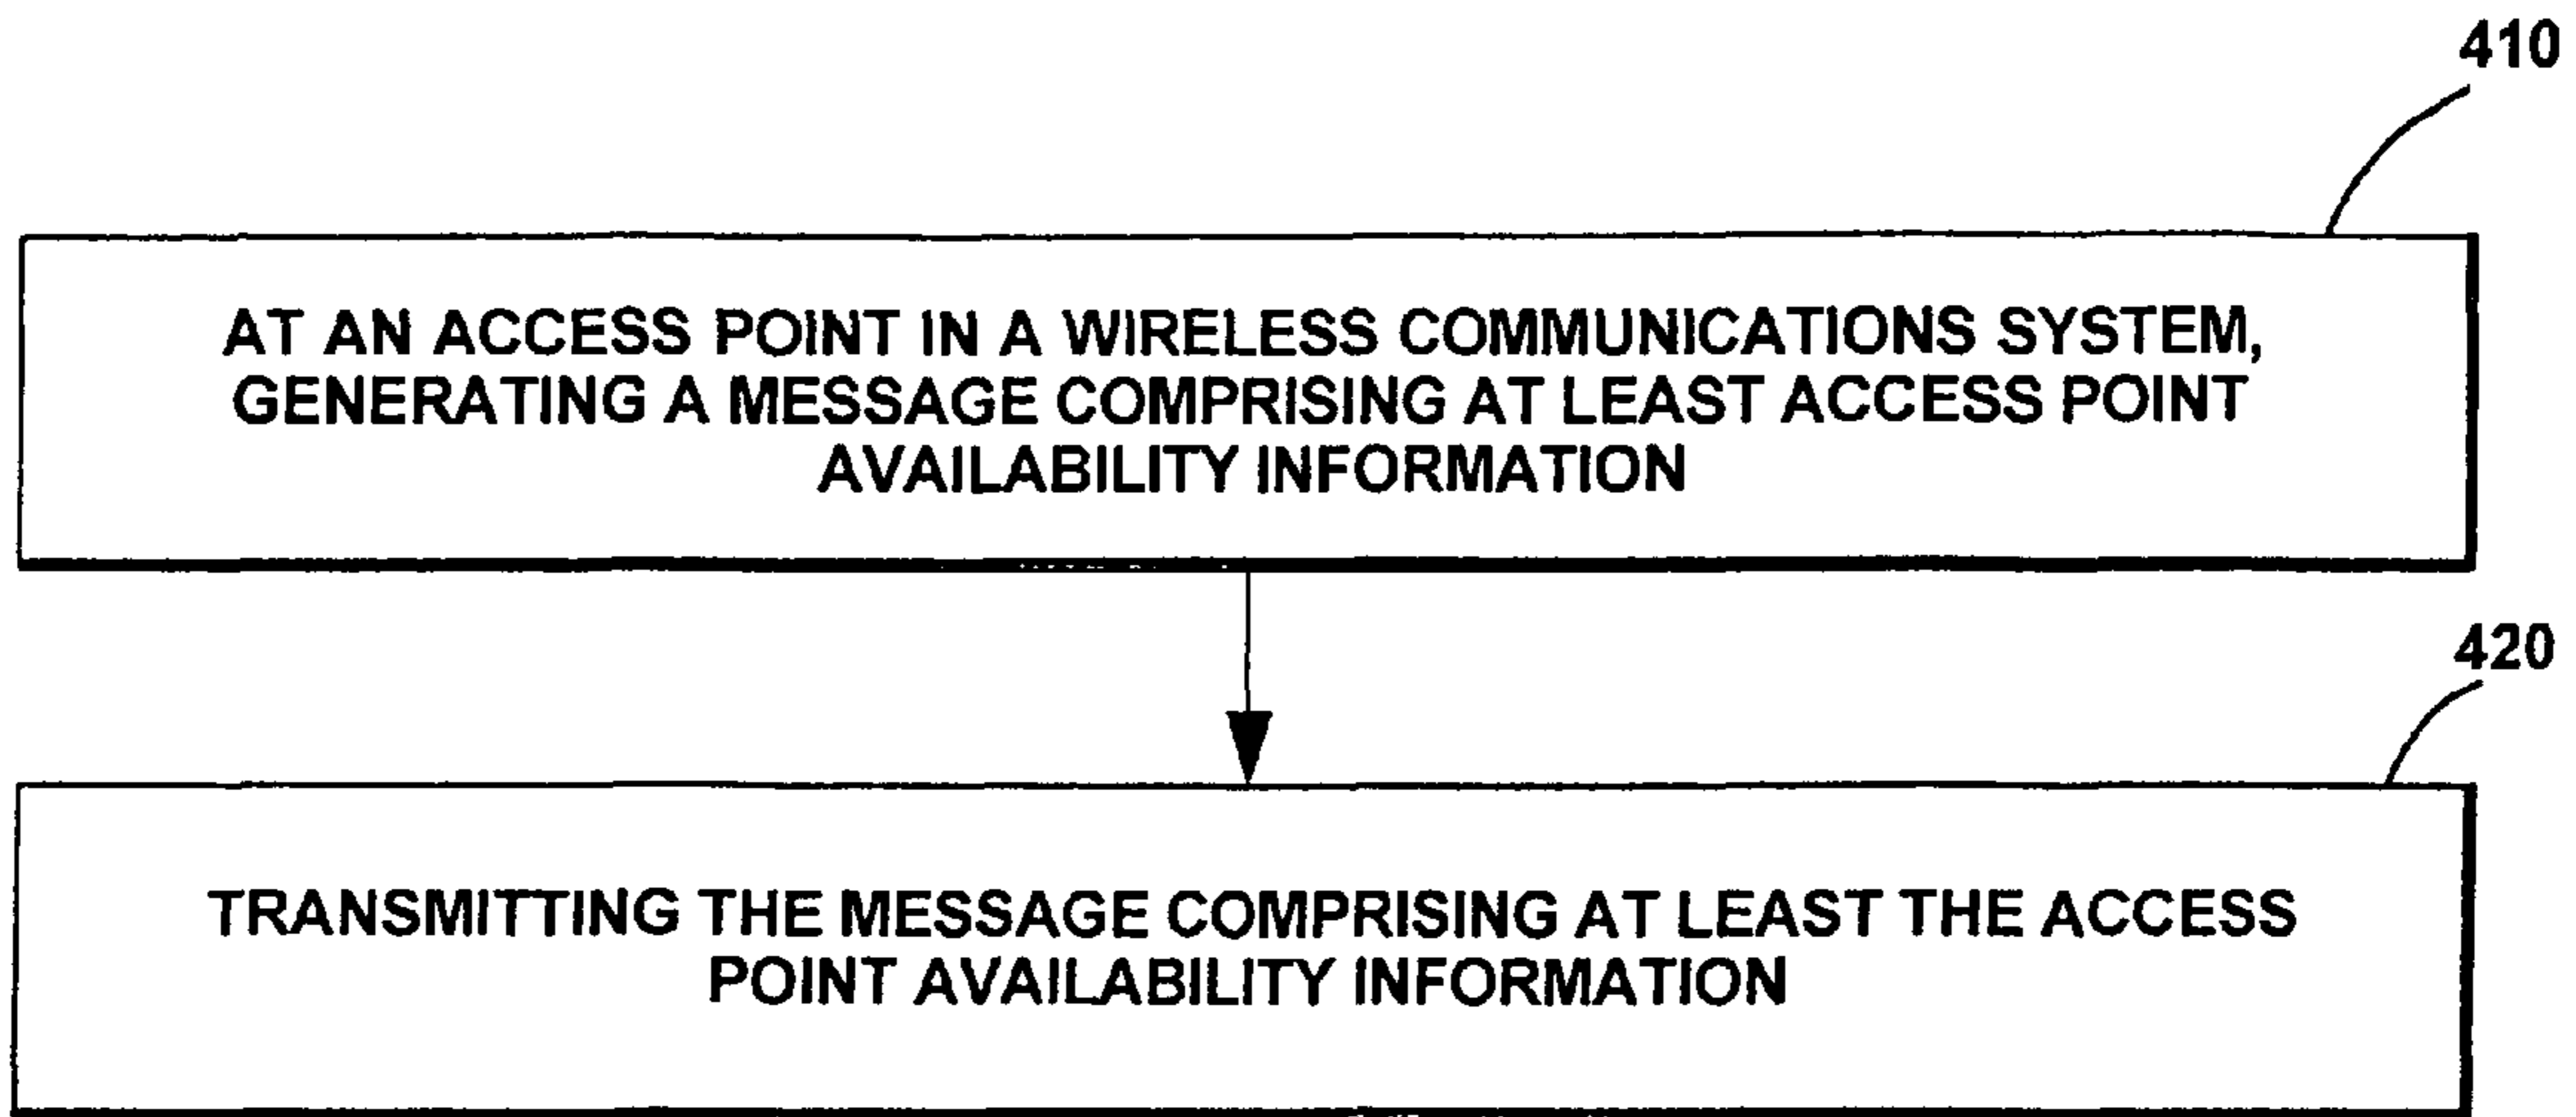 410
AT AN ACCESS POINT IN A WIRELESS COMMUNICATIONS SYSTEM,
GENERATING A MESSAGE COMPRISING AT LEAST ACCESS POINT
AVAILABILITY INFORMATION
420
TRANSMITTING THE MESSAGE COMPRISING AT LEAST THE ACCESS
POINT AVAILABILITY INFORMATION